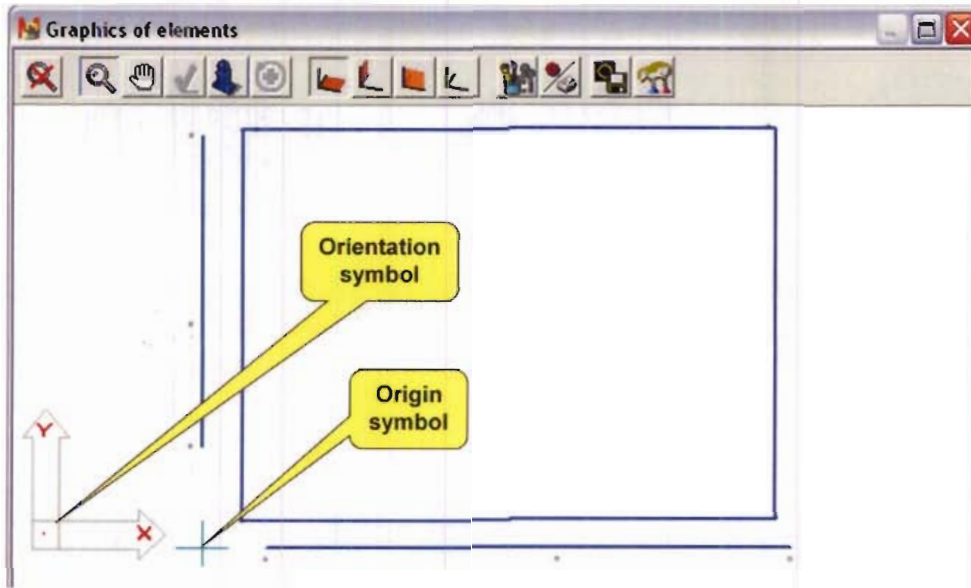 Graphics of elements
Orientation
symbol
Origin
symbol
Y
X